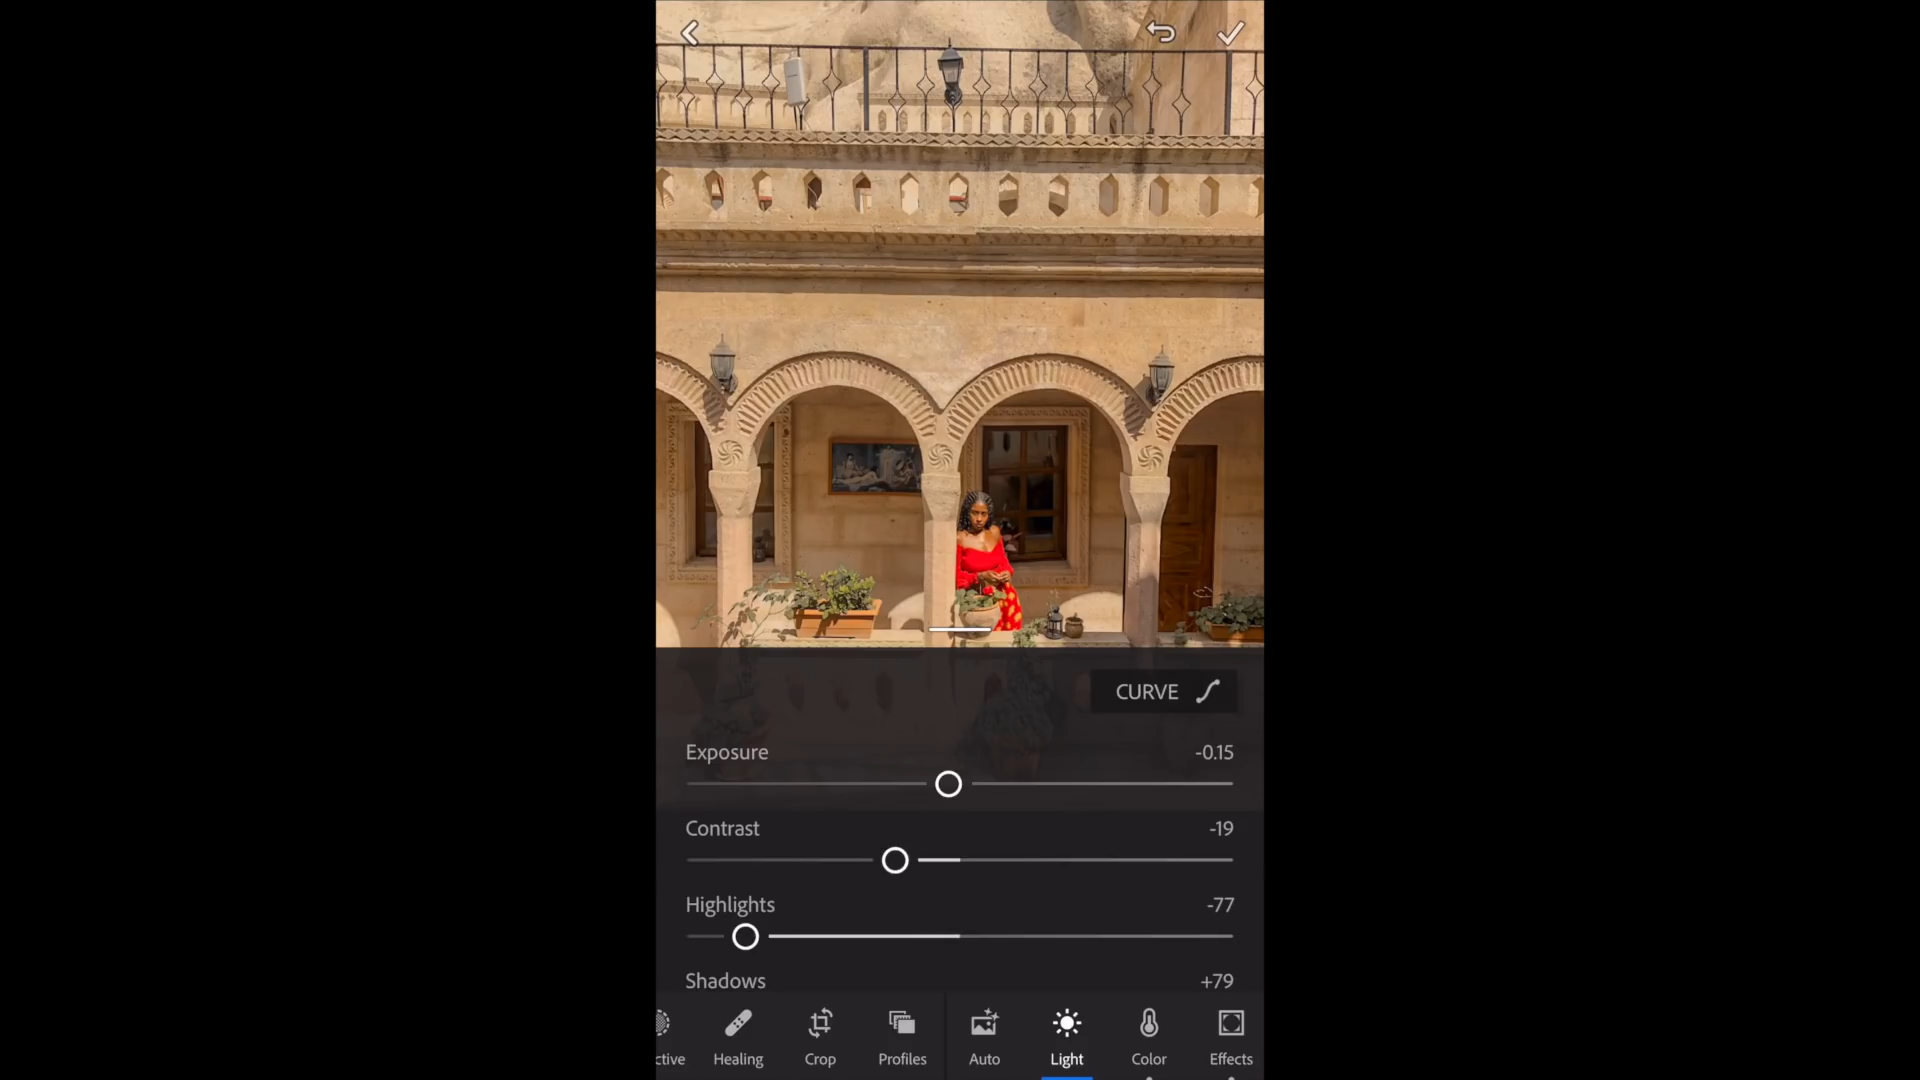 CURVE
Exposure -0.15
Contrast -19
Highlights -77
Shadows +79
ctive Healing Crop Profiles Auto Light Color Effects